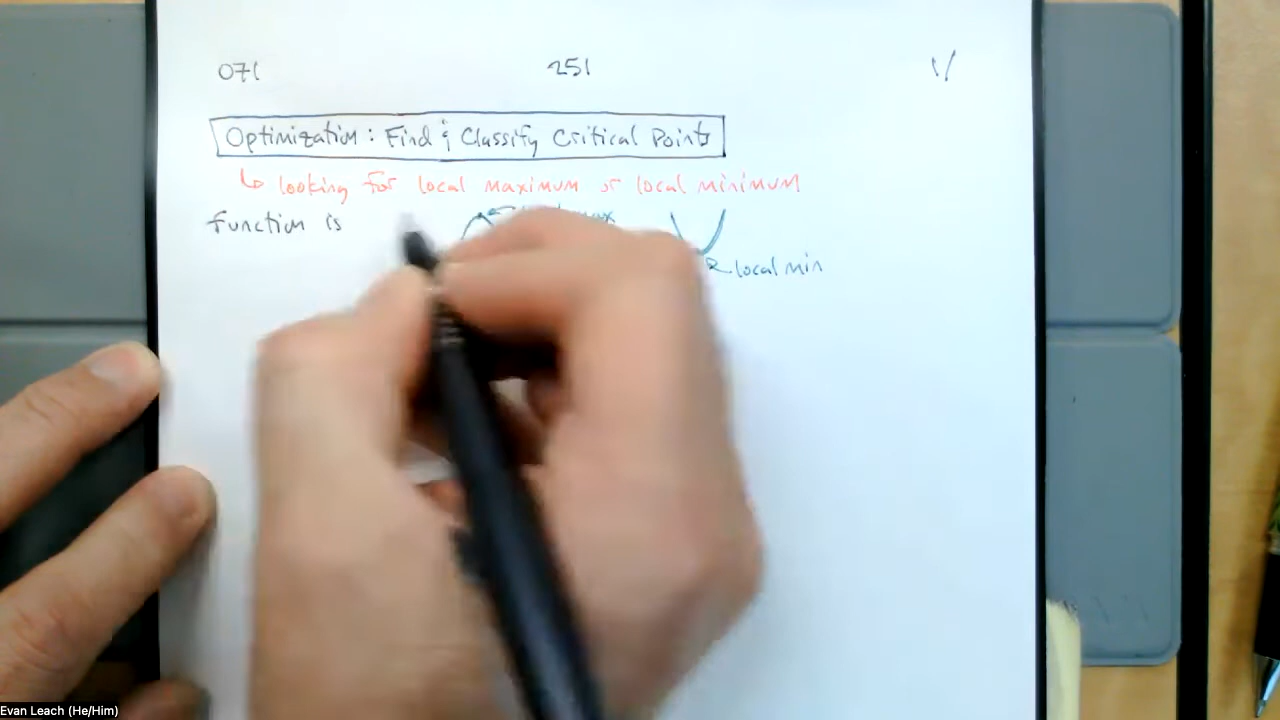 071 251 1/
Optimization: Find & Classify Critical Points
↳ looking for local maximum or local minimum
function is
local min
Evan Leach (He/Him)